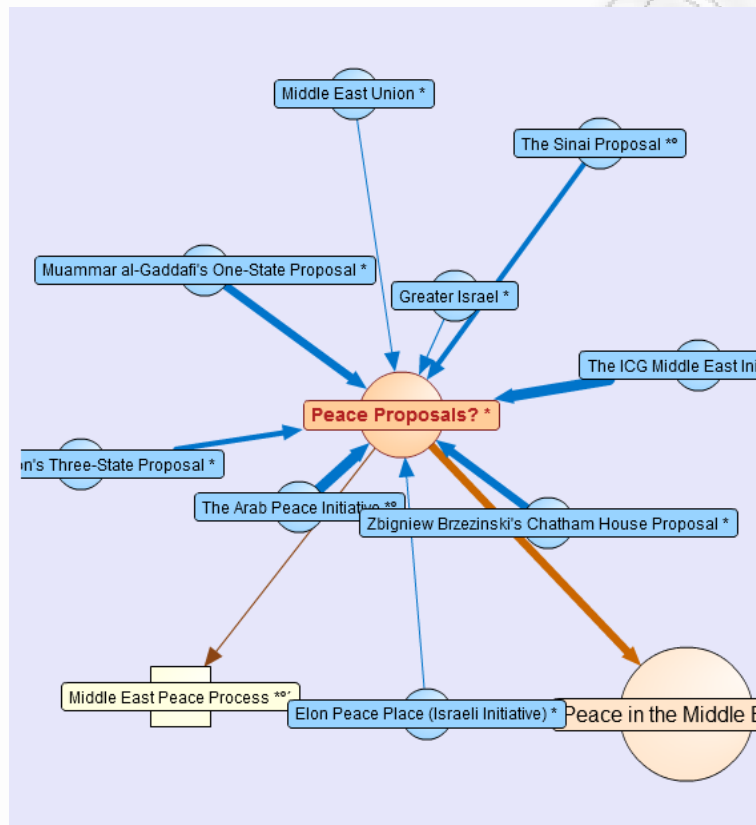 Middle East Union *
The Sinai Proposal *º
Muammar al-Gaddafi's One-State Proposal *
Greater Israel *
The ICG Middle East Ini
Peace Proposals? *
on's Three-State Proposal *
The Arab Peace Initiative *º
Zbigniew Brzezinski's Chatham House Proposal *
Middle East Peace Process *º´
Elon Peace Place (Israeli Initiative) *
Peace in the Middle E